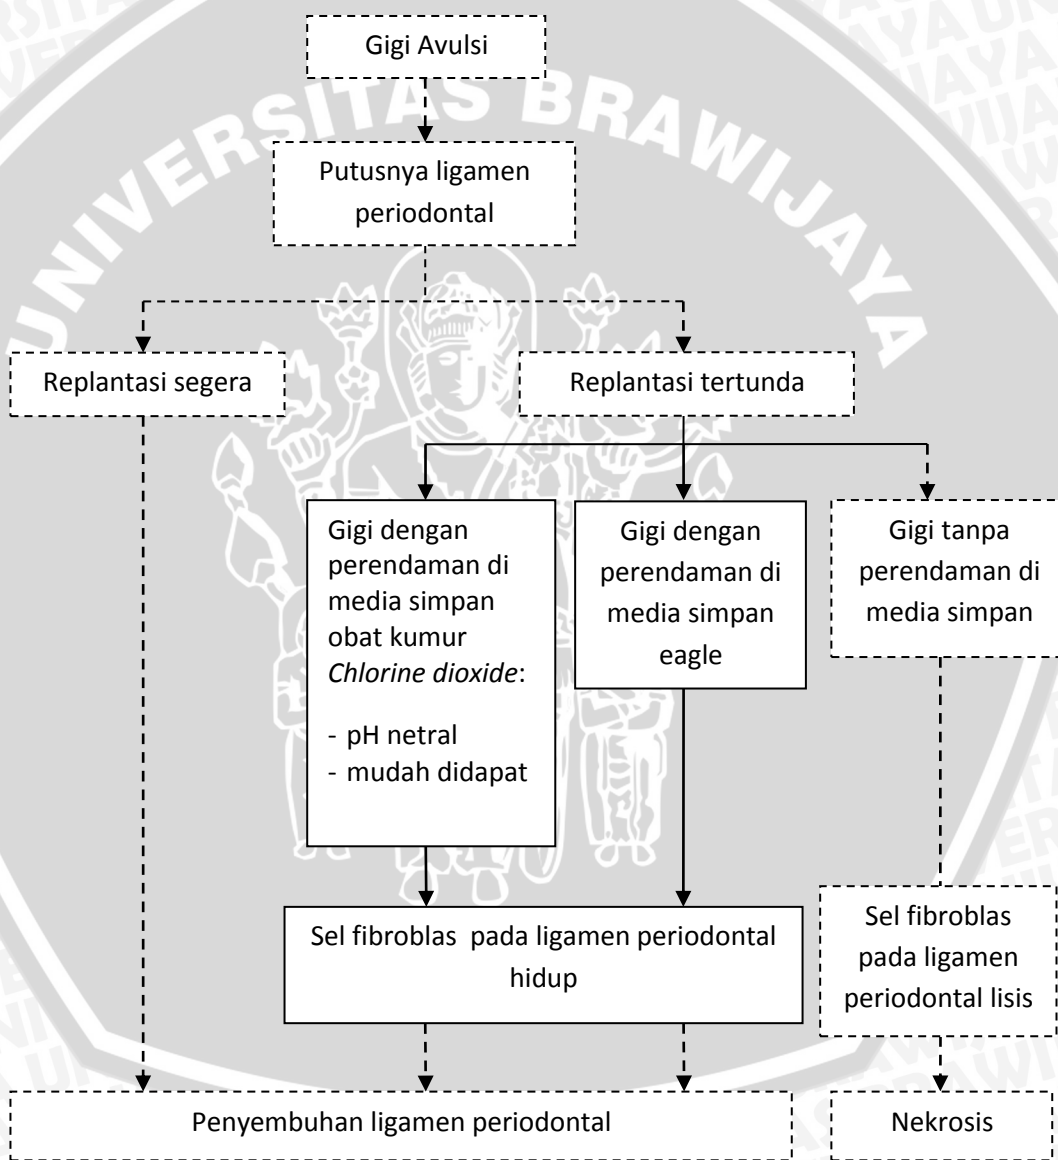 Gigi Avulsi
UNIVERSITAS BRAWIJAYA
Putusnya ligamen
periodontal
Replantasi segera
Replantasi tertunda
Gigi dengan
perendaman di
media simpan
obat kumur
Chlorine dioxide:
- pH netral
- mudah didapat
Gigi dengan
perendaman di
media simpan
eagle
Gigi tanpa
perendaman di
media simpan
Sel fibroblas pada ligamen periodontal
hidup
Sel fibroblas
pada ligamen
periodontal lisis
Penyembuhan ligamen periodontal
Nekrosis